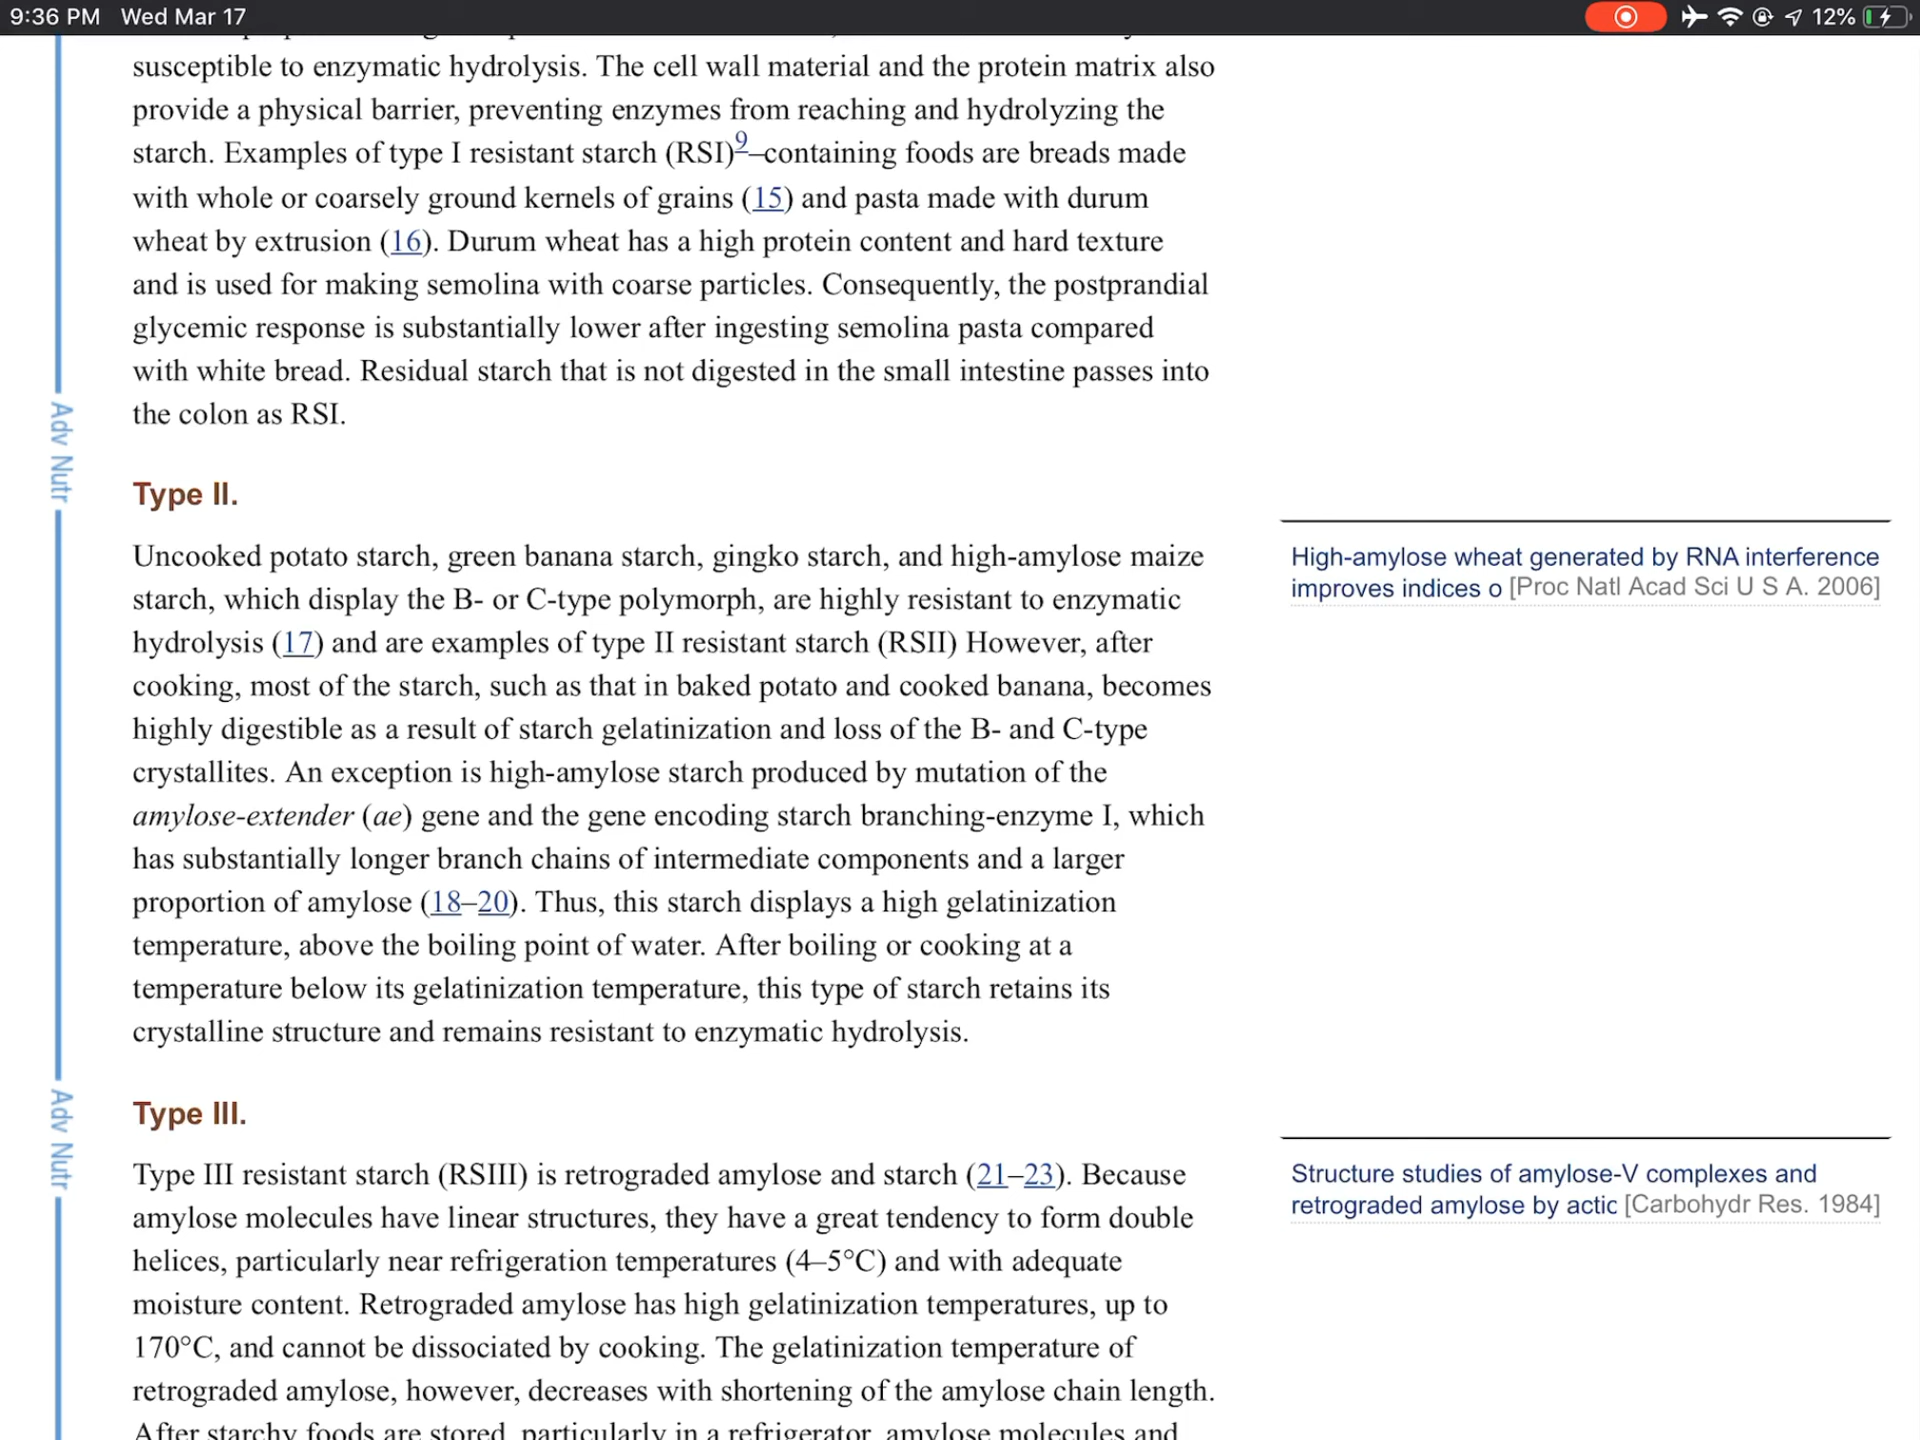 9:36 PM Wed Mar 17
12%
susceptible to enzymatic hydrolysis. The cell wall material and the protein matrix also
provide a physical barrier, preventing enzymes from reaching and hydrolyzing the
starch. Examples of type I resistant starch (RSI)9–containing foods are breads made
with whole or coarsely ground kernels of grains (15) and pasta made with durum
wheat by extrusion (16). Durum wheat has a high protein content and hard texture
and is used for making semolina with coarse particles. Consequently, the postprandial
glycemic response is substantially lower after ingesting semolina pasta compared
with white bread. Residual starch that is not digested in the small intestine passes into
the colon as RSI.
Adv Nutr
Type II.
Uncooked potato starch, green banana starch, gingko starch, and high-amylose maize
starch, which display the B- or C-type polymorph, are highly resistant to enzymatic
hydrolysis (17) and are examples of type II resistant starch (RSII) However, after
cooking, most of the starch, such as that in baked potato and cooked banana, becomes
highly digestible as a result of starch gelatinization and loss of the B- and C-type
crystallites. An exception is high-amylose starch produced by mutation of the
amylose-extender (ae) gene and the gene encoding starch branching-enzyme I, which
has substantially longer branch chains of intermediate components and a larger
proportion of amylose (18–20). Thus, this starch displays a high gelatinization
temperature, above the boiling point of water. After boiling or cooking at a
temperature below its gelatinization temperature, this type of starch retains its
crystalline structure and remains resistant to enzymatic hydrolysis.
High-amylose wheat generated by RNA interference
improves indices o [Proc Natl Acad Sci U S A. 2006]
Adv Nutr
Type III.
Type III resistant starch (RSIII) is retrograded amylose and starch (21–23). Because
amylose molecules have linear structures, they have a great tendency to form double
helices, particularly near refrigeration temperatures (4–5°C) and with adequate
moisture content. Retrograded amylose has high gelatinization temperatures, up to
170°C, and cannot be dissociated by cooking. The gelatinization temperature of
retrograded amylose, however, decreases with shortening of the amylose chain length.
After starchy foods are stored, particularly in a refrigerator, amylose molecules and
Structure studies of amylose-V complexes and
retrograded amylose by actic [Carbohydr Res. 1984]